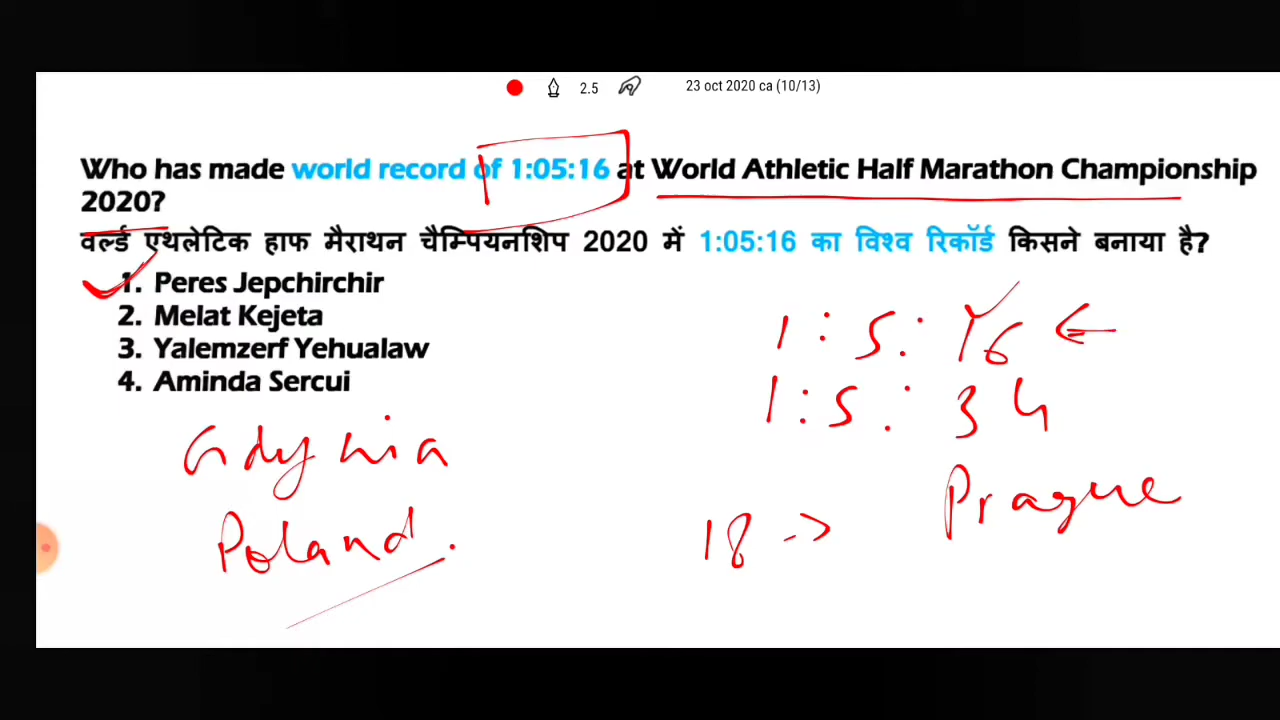 2.5 23 oct 2020 ca (10/13)
Who has made world record of 1:05:16 at World Athletic Half Marathon Championship
2020?
वर्ल्ड एथलेटिक हाफ मैराथन चैम्पियनशिप 2020 में 1:05:16 का विश्व रिकॉर्ड किसने बनाया है?
1. Peres Jepchirchir
2. Melat Kejeta
3. Yalemzerf Yehualaw
4. Aminda Sercui
1:5:16
1:5:34
Gdynia
Prague
Poland.
18 ->